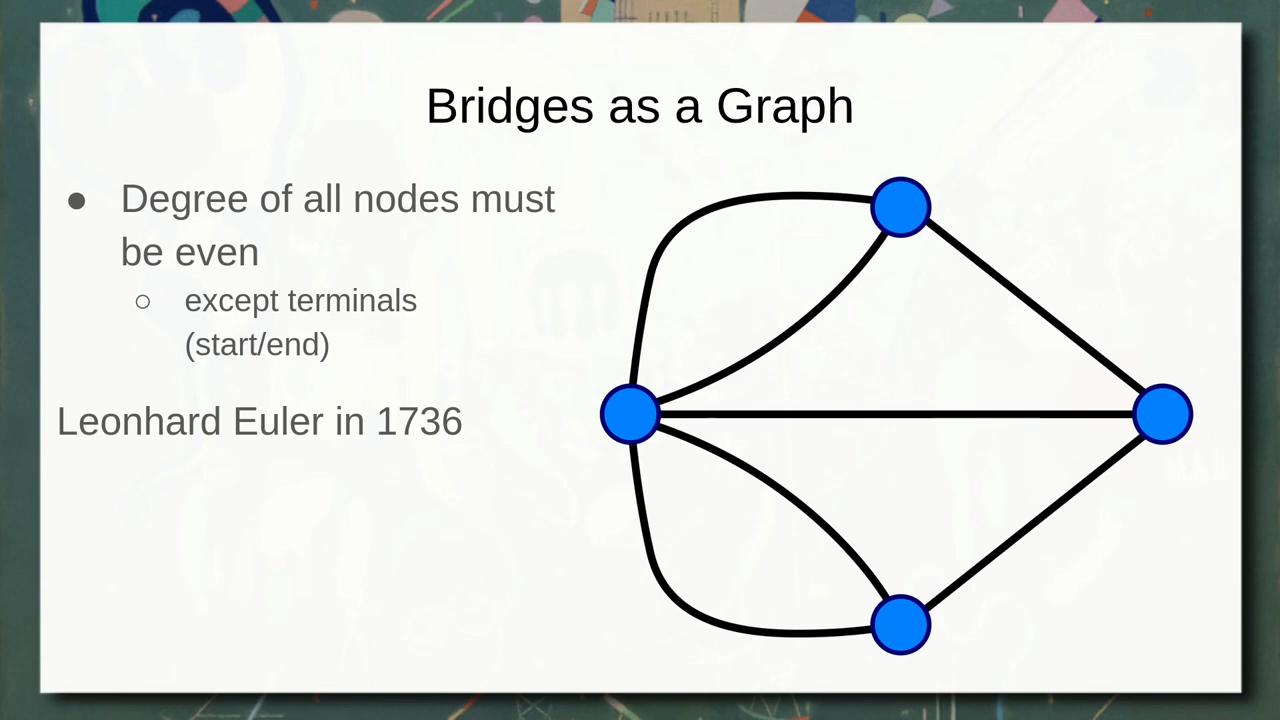 Bridges as a Graph
● Degree of all nodes must
be even
○ except terminals
(start/end)
Leonhard Euler in 1736